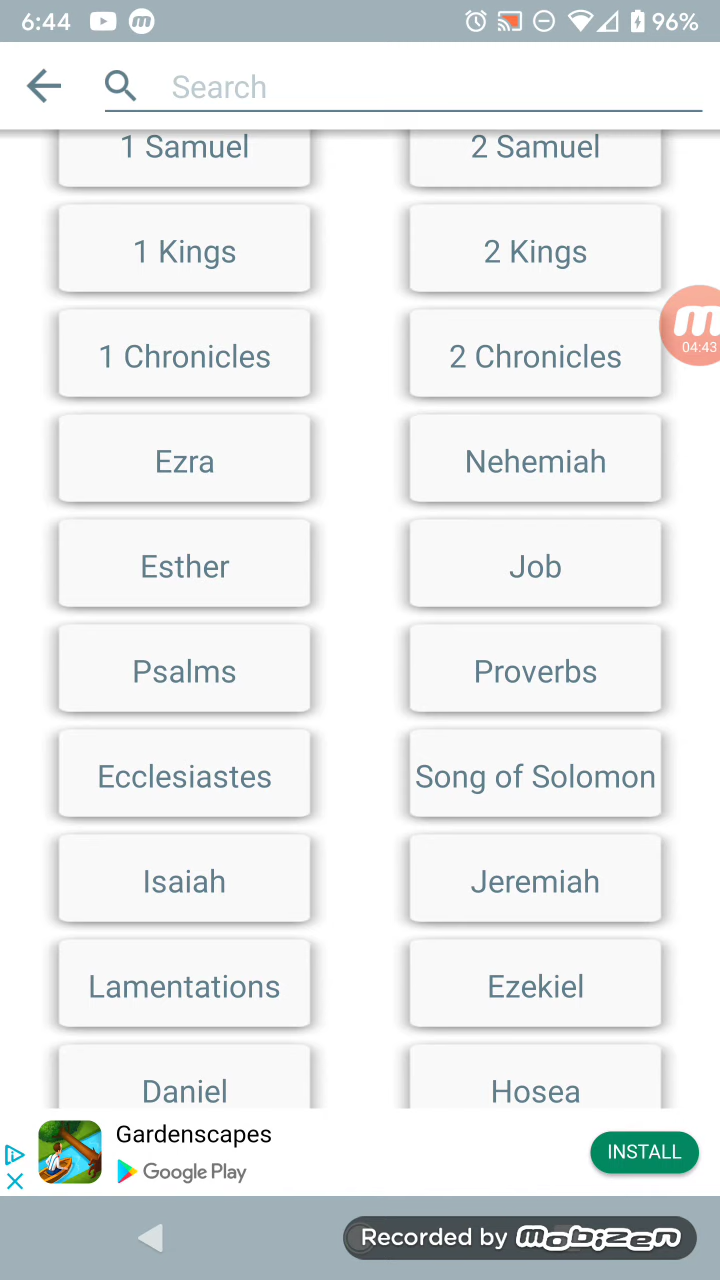 6:44 96%
Search
1 Samuel 2 Samuel
1 Kings 2 Kings
1 Chronicles 2 Chronicles
04:43
Ezra Nehemiah
Esther Job
Psalms Proverbs
Ecclesiastes Song of Solomon
Isaiah Jeremiah
Lamentations Ezekiel
Daniel Hosea
Gardenscapes
Google Play
INSTALL
Recorded by mobizen